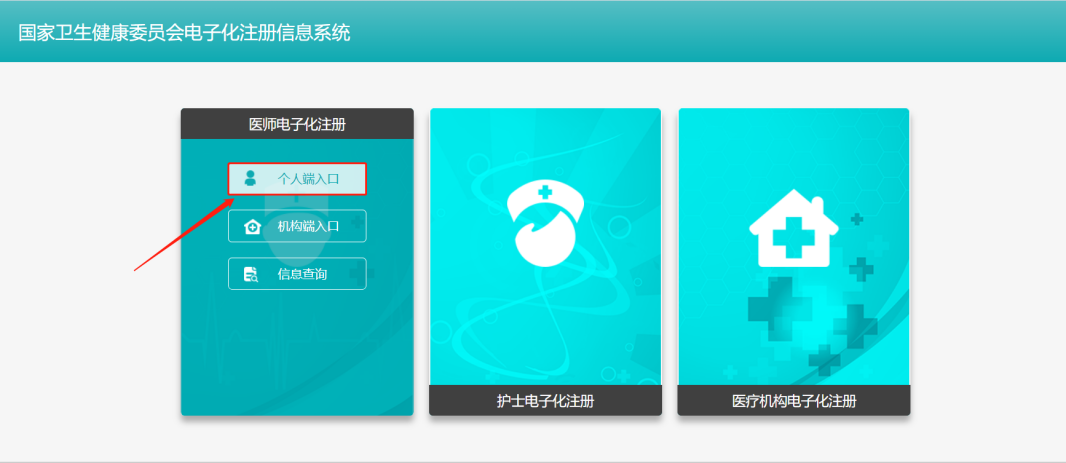 国家卫生健康委员会电子化注册信息系统
医师电子化注册
个人端入口
机构端入口
信息查询
护士电子化注册
医疗机构电子化注册